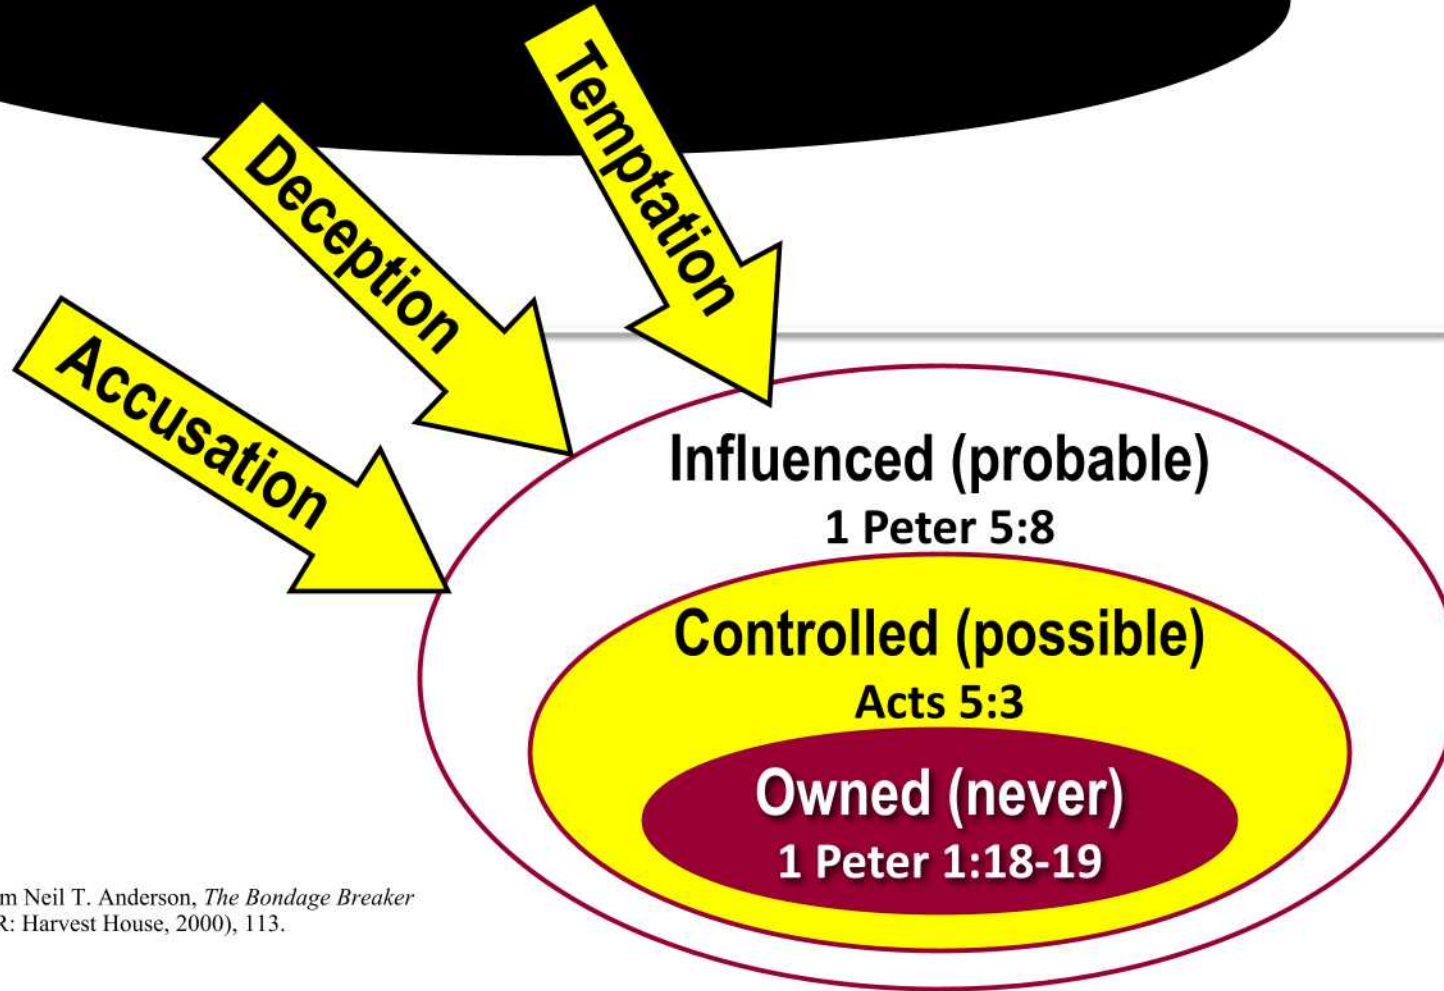 Temptation
Deception
Accusation
Influenced (probable)
1 Peter 5:8
Controlled (possible)
Acts 5:3
Owned (never)
1 Peter 1:18-19
Neil T. Anderson, The Bondage Breaker
Harvest House, 2000), 113.